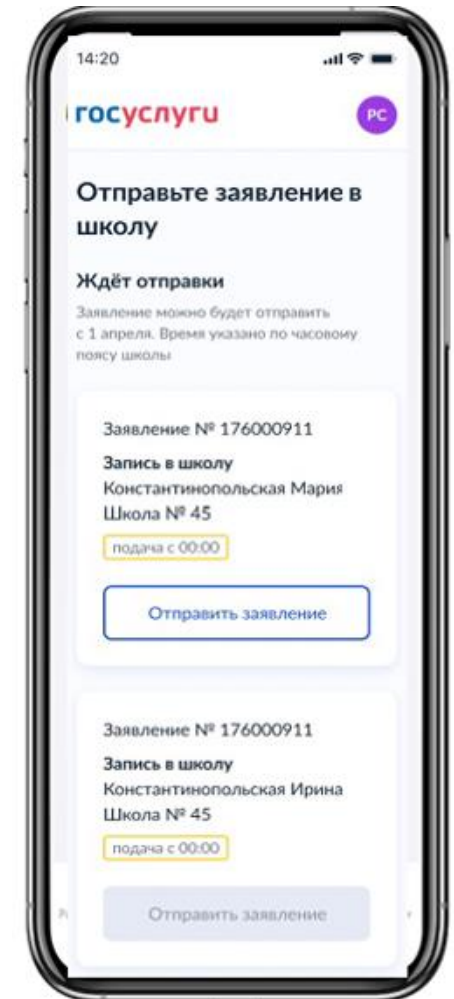 14:20
госуслуги
РС
Отправьте заявление в
школу
Ждёт отправки
Заявление можно будет отправить
с 1 апреля. Время указано по часовому
поясу школы
Заявление № 176000911
Запись в школу
Константинопольская Мария
Школа № 45
подача с 00:00
Отправить заявление
Заявление № 176000911
Запись в школу
Константинопольская Ирина
Школа № 45
подача с 00:00
Отправить заявление